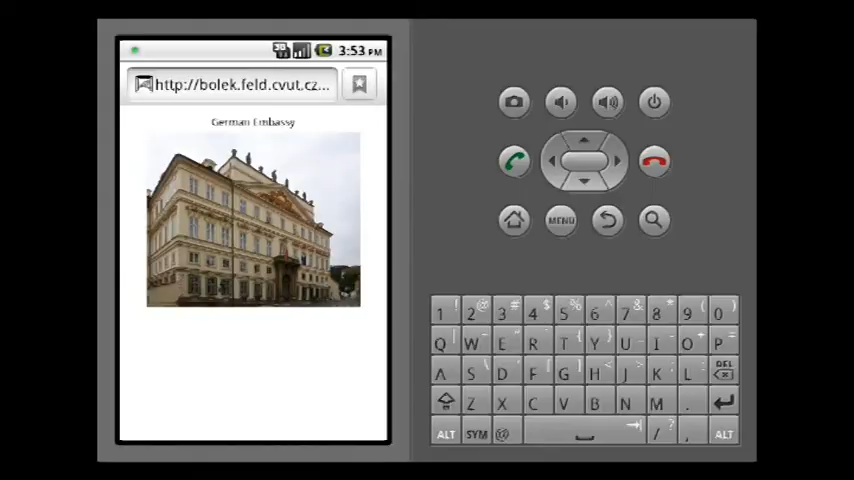 3:53 PM
http://bolek.feld.cvut.cz...
German Embassy
MENU
1 ! 2 @ 3 # 4 $ 5 % 6 ^ 7 & 8 * 9 ( 0 )
Q | W ~ E " R ` T { Y } U _ I - O + P =
A S \ D ' F [ G ] H < J > K ; L : DEL
Z X C V B N M .
ALT SYM @ / ? , ALT